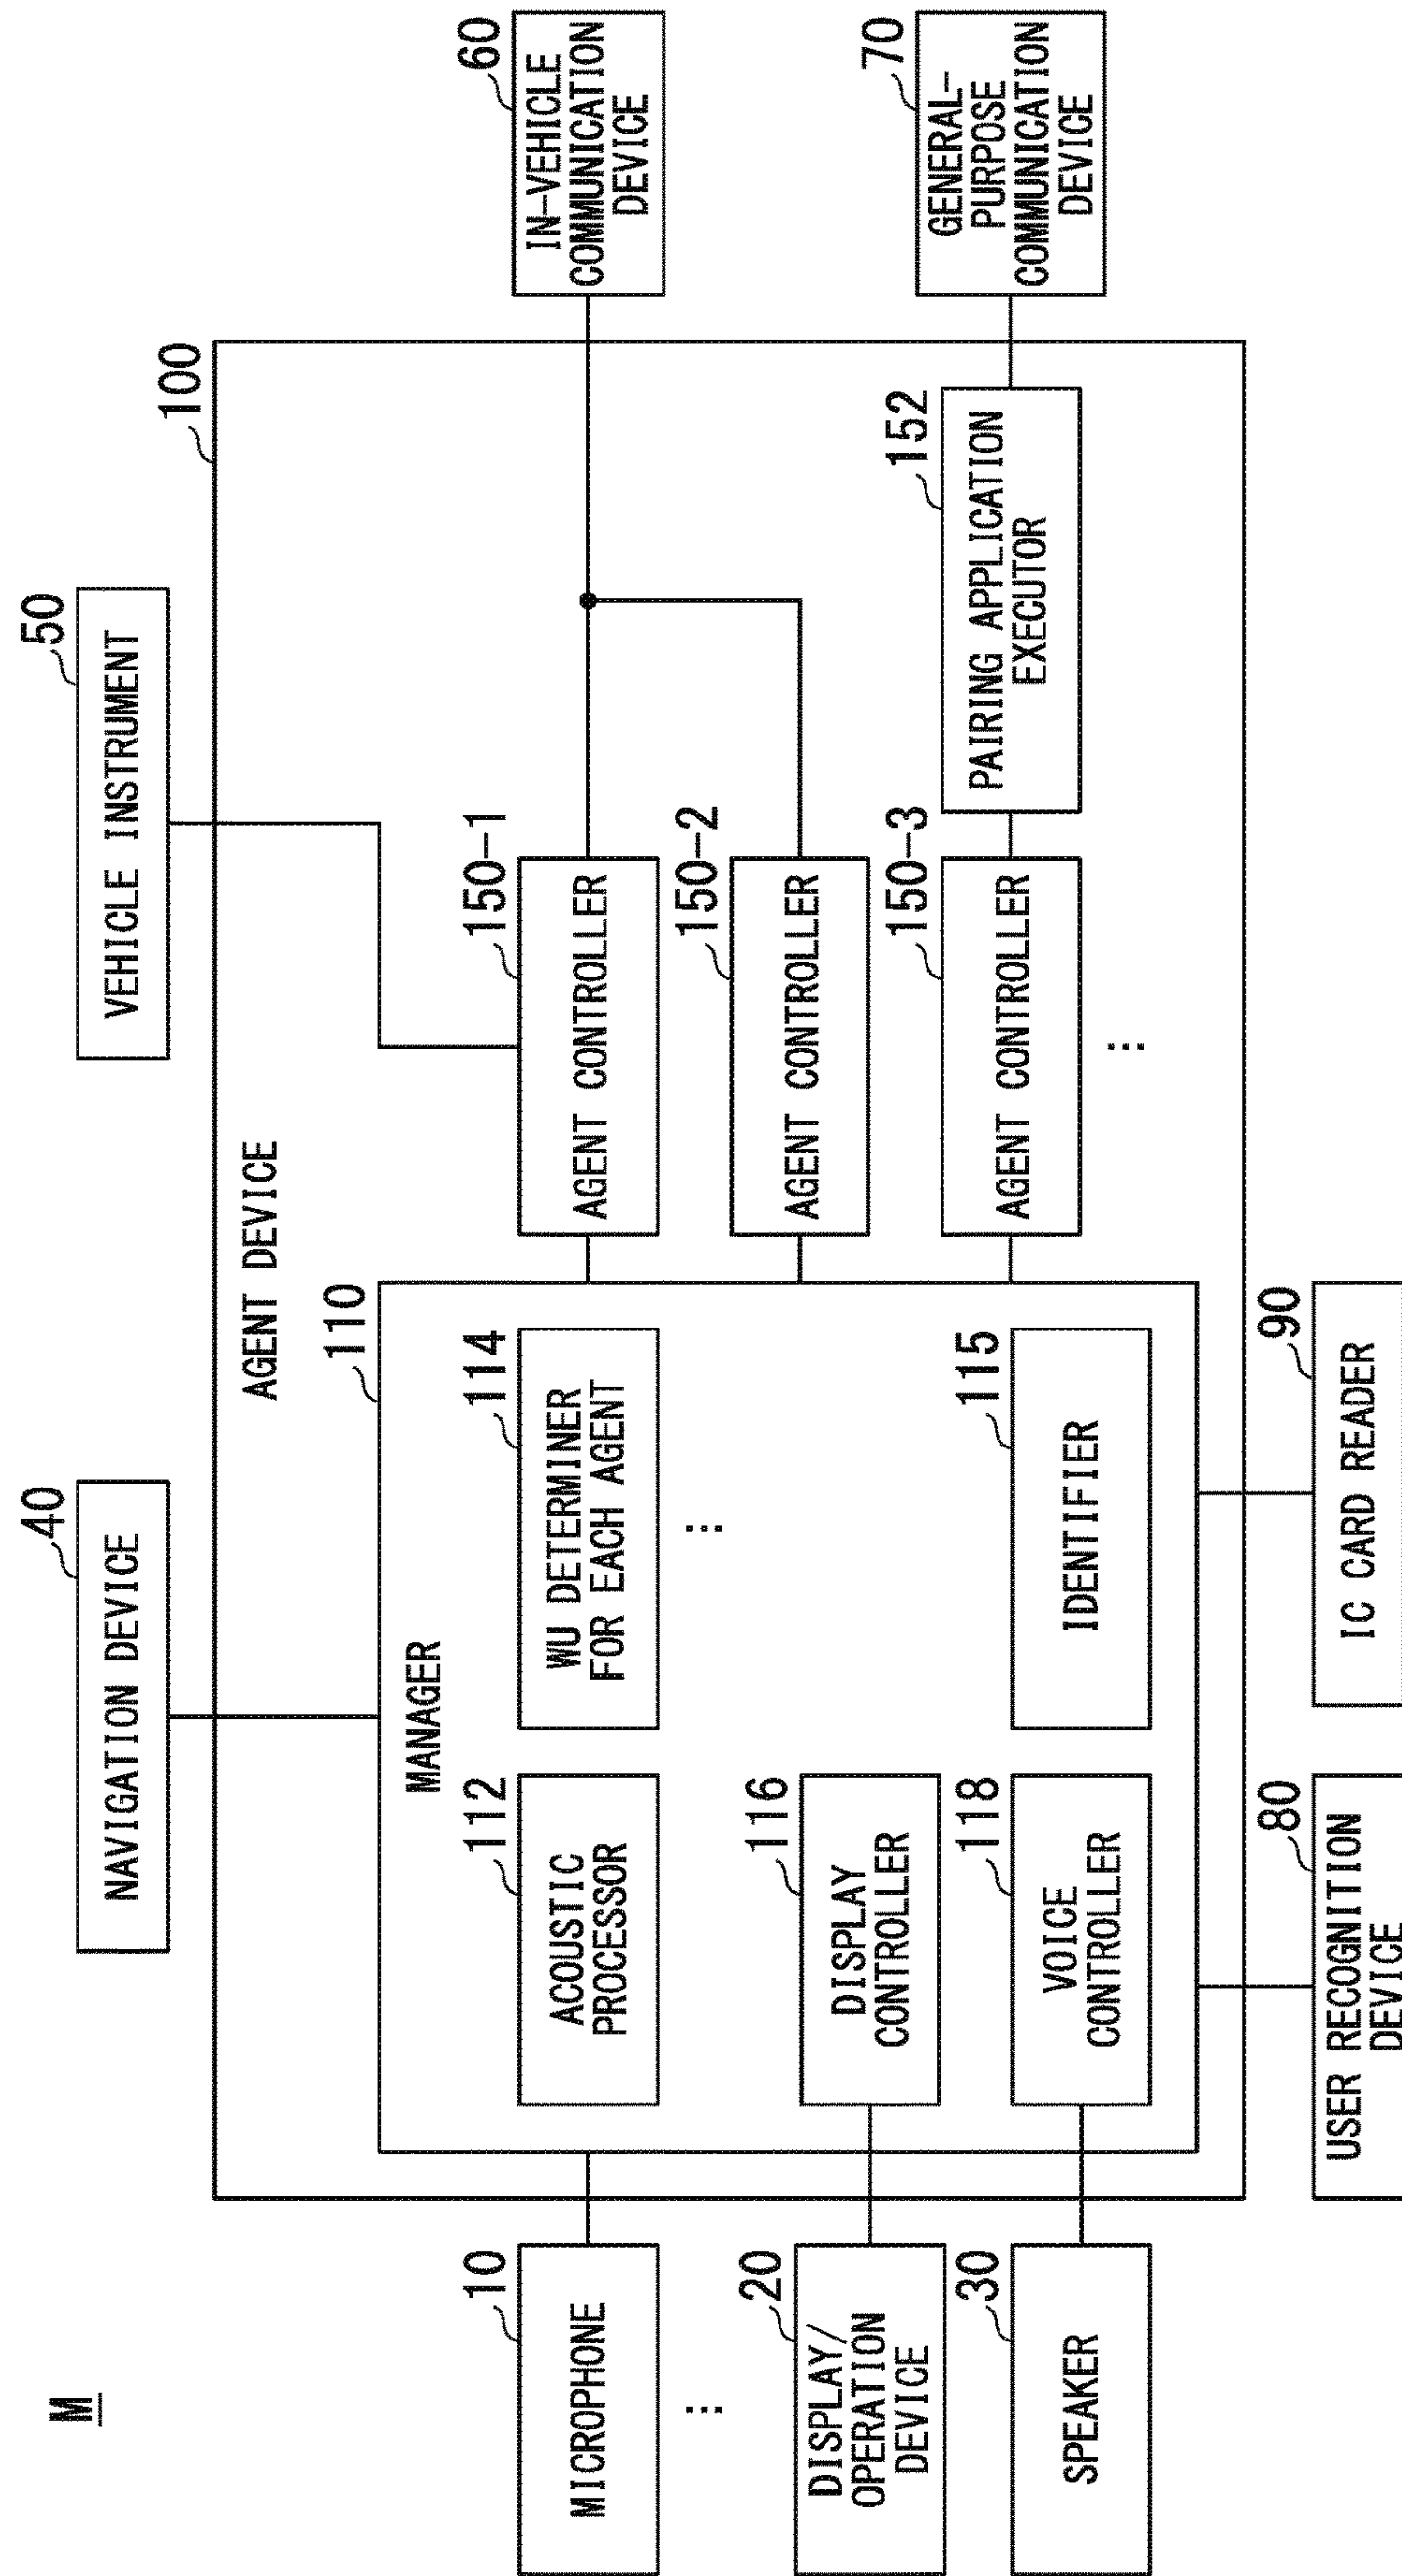 M
40
NAVIGATION DEVICE
50
VEHICLE INSTRUMENT
100
AGENT DEVICE
110
MANAGER
10
MICROPHONE
...
20
DISPLAY/
OPERATION
DEVICE
30
SPEAKER
112
ACOUSTIC
PROCESSOR
114
WU DETERMINER
FOR EACH AGENT
...
116
DISPLAY
CONTROLLER
118
VOICE
CONTROLLER
115
IDENTIFIER
150-1
AGENT CONTROLLER
150-2
AGENT CONTROLLER
150-3
AGENT CONTROLLER
...
152
PAIRING APPLICATION
EXECUTOR
60
IN-VEHICLE
COMMUNICATION
DEVICE
70
GENERAL-
PURPOSE
COMMUNICATION
DEVICE
80
USER RECOGNITION
DEVICE
90
IC CARD READER